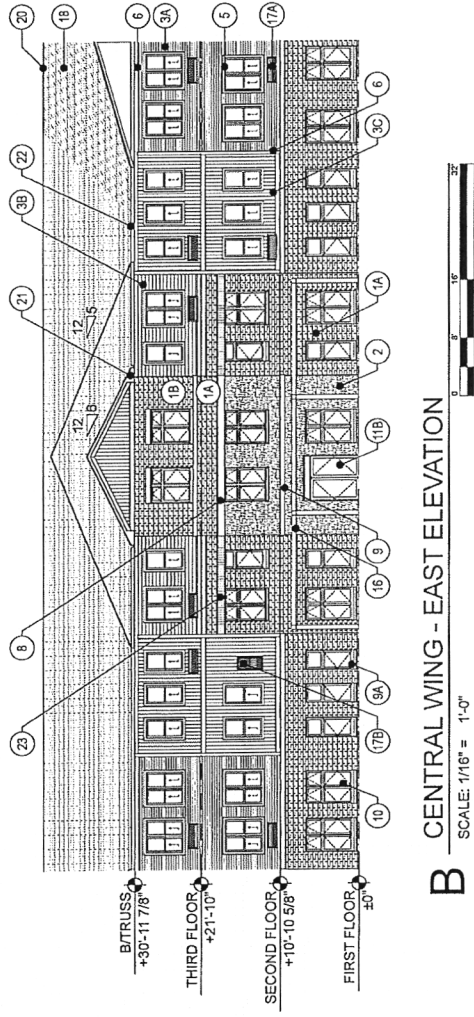 23
8
21
3B
22
20
18
12
5
12
8
6
3A
B/TRUSS
+30'-11 7/8"
1B
THIRD FLOOR
+21'-10"
1A
5
17A
SECOND FLOOR
+10'-10 5/8"
FIRST FLOOR
±0"
10
17B
9A
16
9
11B
2
1A
3C
6
B
CENTRAL WING - EAST ELEVATION
SCALE: 1/16" = 1'-0"
0 8' 16' 32'